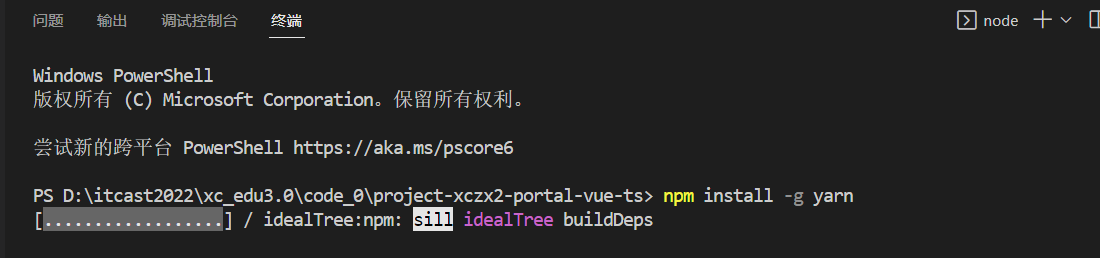 问题 输出 调试控制台 终端 node
Windows PowerShell
版权所有 (C) Microsoft Corporation。保留所有权利。
尝试新的跨平台 PowerShell https://aka.ms/pscore6
PS D:\itcast2022\xc_edu3.0\code_0\project-xczx2-portal-vue-ts> npm install -g yarn
[..................] / idealTree:npm: sill idealTree buildDeps